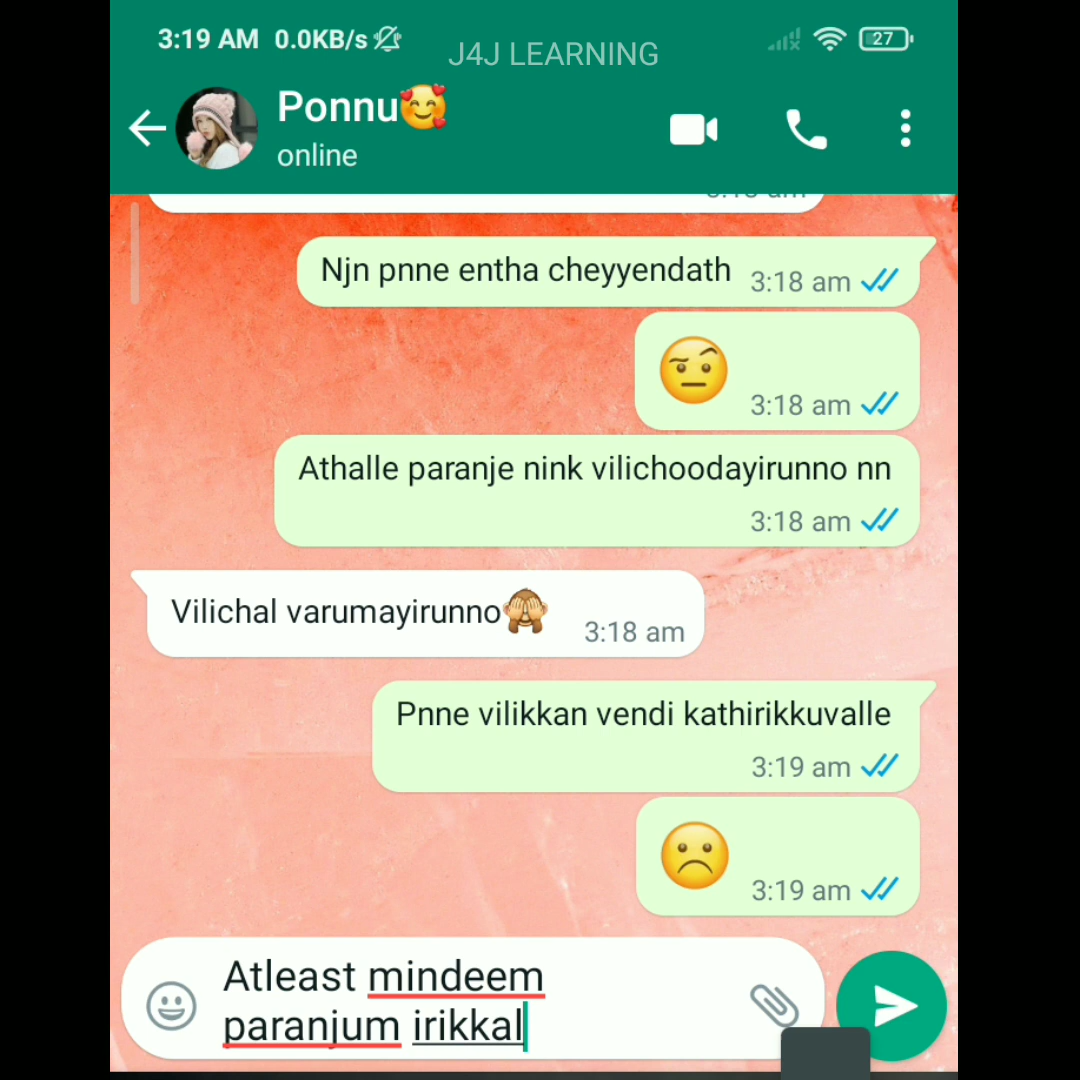 3:19 AM 0.0KB/s 27
J4J LEARNING
Ponnu🥰
online
Njn pnne entha cheyyendath 3:18 am
🤨 3:18 am
Athalle paranje nink vilichoodayirunno nn
3:18 am
Vilichal varumayirunno🙈 3:18 am
Pnne vilikkan vendi kathirikkuvalle
3:19 am
☹️ 3:19 am
Atleast mindeem
paranjum irikkal